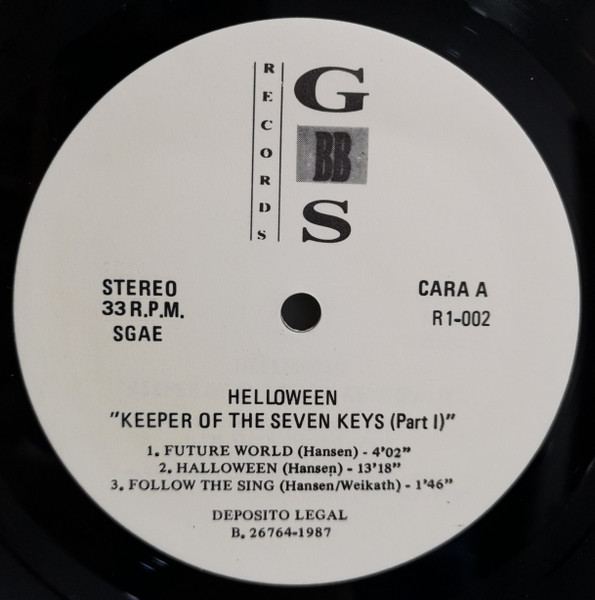 RECORDS
G
BB
S
STEREO
33 R.P.M.
SGAE
CARA A
R1-002
HELLOWEEN
"KEEPER OF THE SEVEN KEYS (Part I)"
1. FUTURE WORLD (Hansen) - 4'02"
2. HALLOWEEN (Hansen) - 13'18"
3. FOLLOW THE SING (Hansen/Weikath) - 1'46"
DEPOSITO LEGAL
B. 26764-1987